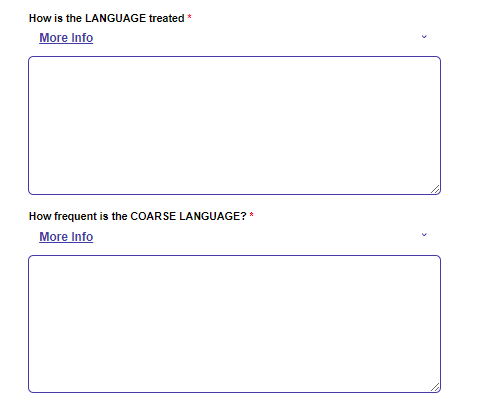 How is the LANGUAGE treated *
More Info
How frequent is the COARSE LANGUAGE? *
More Info